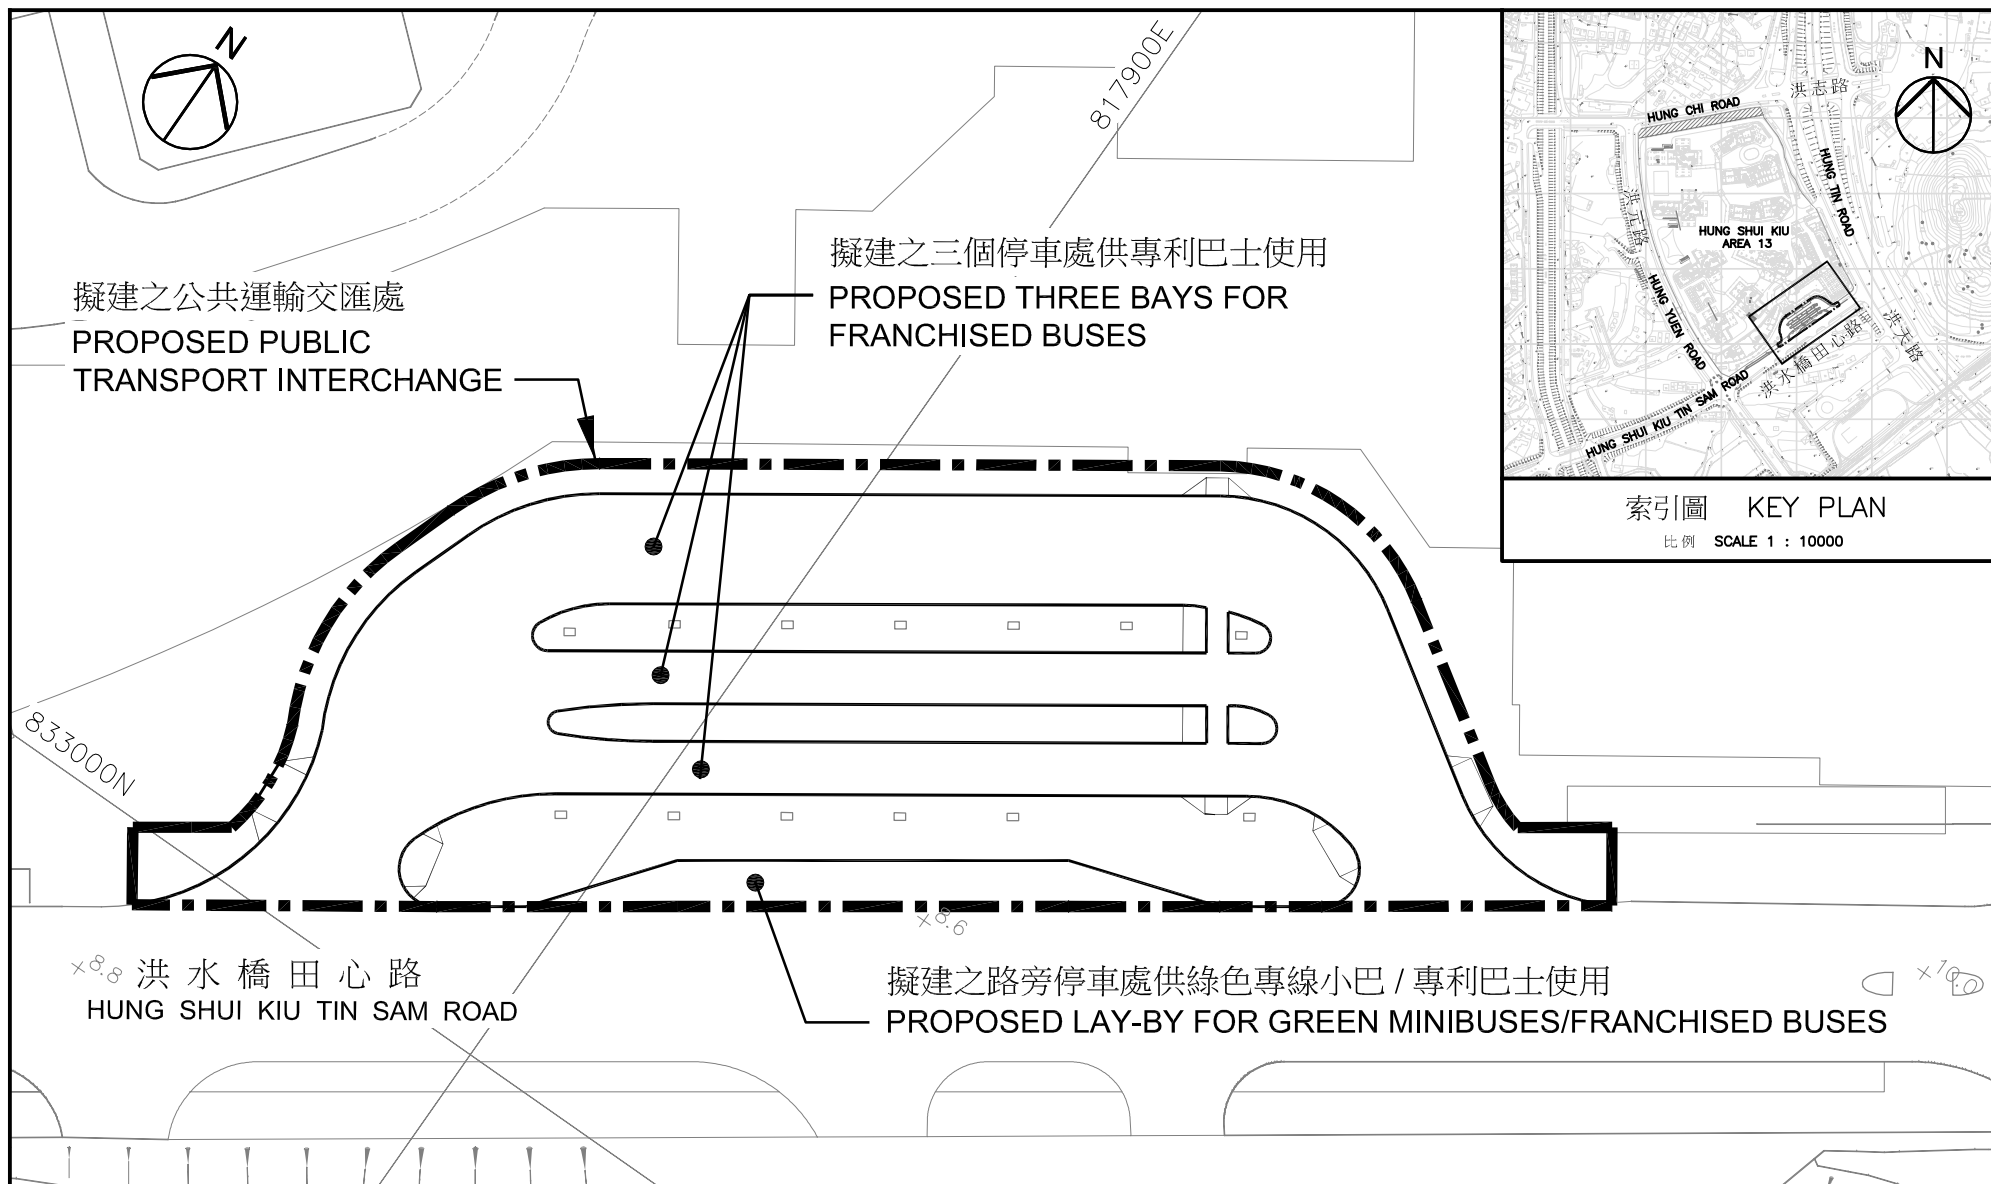 N
817900E
擬建之三個停車處供專利巴士使用
PROPOSED THREE BAYS FOR
FRANCHISED BUSES
擬建之公共運輸交匯處
PROPOSED PUBLIC
TRANSPORT INTERCHANGE
833000N
×8.8
洪水橋田心路
HUNG SHUI KIU TIN SAM ROAD
×8.6
擬建之路旁停車處供綠色專線小巴 / 專利巴士使用
PROPOSED LAY-BY FOR GREEN MINIBUSES/FRANCHISED BUSES
×10.0
N
洪志路
HUNG CHI ROAD
HUNG TIN ROAD
洪元路
HUNG SHUI KIU
AREA 13
HUNG YUEN ROAD
洪天路
洪水橋田心路
HUNG SHUI KIU TIN SAM ROAD
索引圖 KEY PLAN
比例 SCALE 1 : 10000